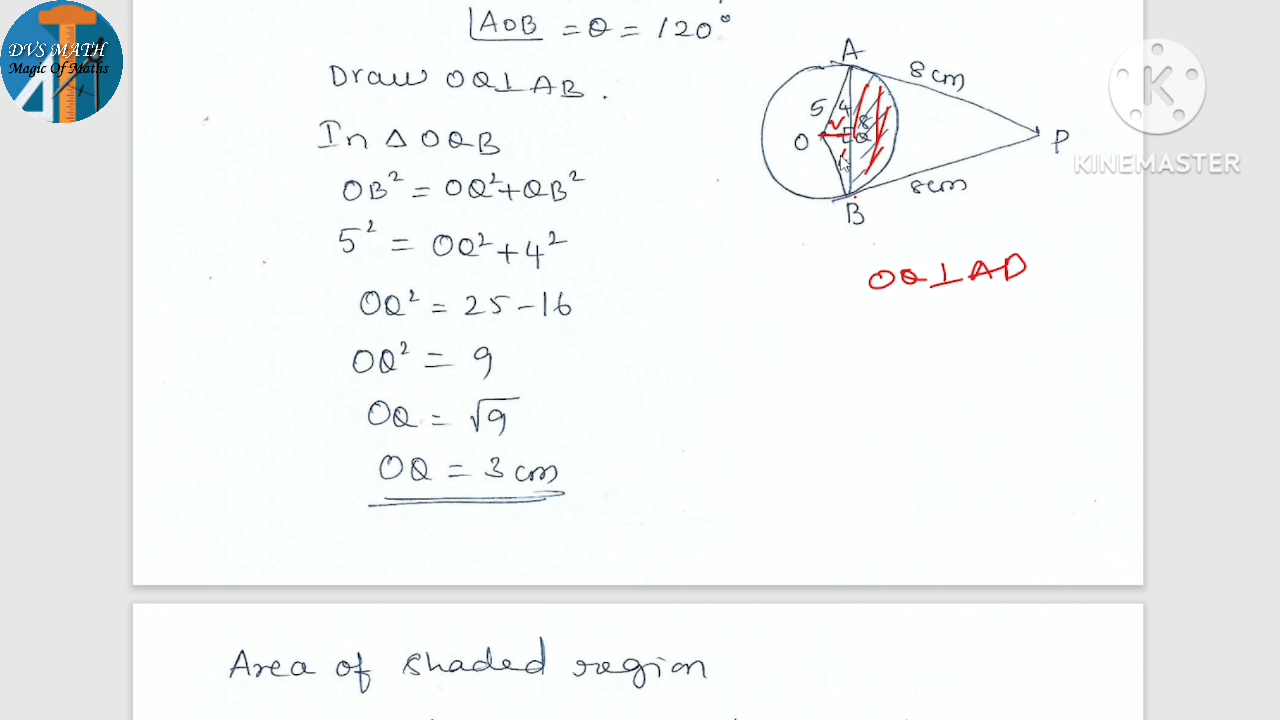 DVS MATH
Magic Of Maths
∠AOB = θ = 120°
Draw OQ⊥AB.
In △ OQB
OB² = OQ²+QB²
5² = OQ²+4²
OQ² = 25-16
OQ² = 9
OQ = √9
OQ = 3 cm
A
8cm
5
4
8
O
Q
P
8cm
B
OQ⊥AB
KINEMASTER
Area of shaded region